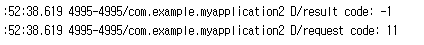 :52:38.619 4995-4995/com.example.myapplication2 D/result code: -1
:52:38.619 4995-4995/com.example.myapplication2 D/request code: 11